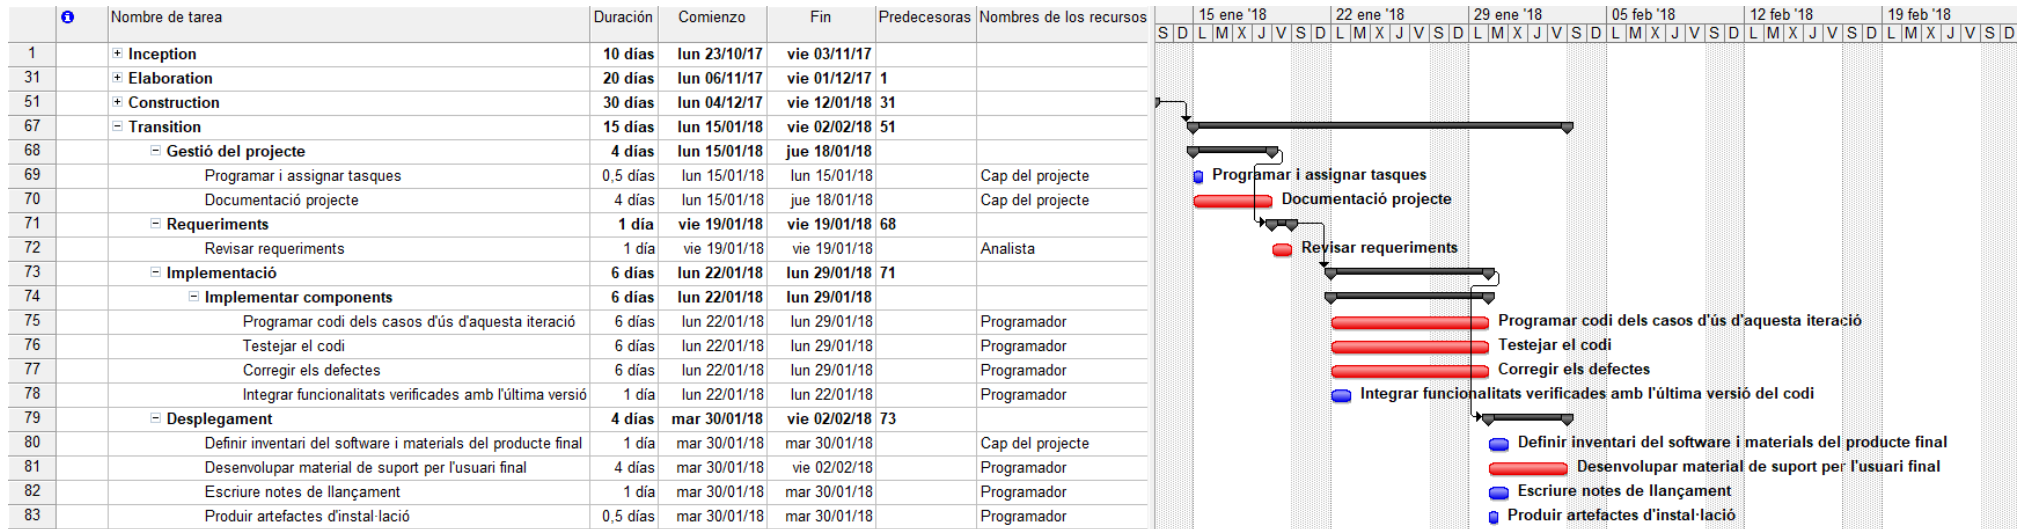 Nombre de tarea Duración Comienzo Fin Predecesoras Nombres de los recursos 15 ene '18 22 ene '18 29 ene '18 05 feb '18 12 feb '18 19 feb '18
S D L M X J V S D L M X J V S D L M X J V S D L M X J V S D L M X J V S D L M X J V S D
1 Inception 10 días lun 23/10/17 vie 03/11/17
31 Elaboration 20 días lun 06/11/17 vie 01/12/17 1
51 Construction 30 días lun 04/12/17 vie 12/01/18 31
67 Transition 15 días lun 15/01/18 vie 02/02/18 51
68 Gestió del projecte 4 días lun 15/01/18 jue 18/01/18
69 Programar i assignar tasques 0,5 días lun 15/01/18 lun 15/01/18 Cap del projecte Programar i assignar tasques
70 Documentació projecte 4 días lun 15/01/18 jue 18/01/18 Cap del projecte Documentació projecte
71 Requeriments 1 día vie 19/01/18 vie 19/01/18 68
72 Revisar requeriments 1 día vie 19/01/18 vie 19/01/18 Analista Revisar requeriments
73 Implementació 6 días lun 22/01/18 lun 29/01/18 71
74 Implementar components 6 días lun 22/01/18 lun 29/01/18
75 Programar codi dels casos d'ús d'aquesta iteració 6 días lun 22/01/18 lun 29/01/18 Programador Programar codi dels casos d'ús d'aquesta iteració
76 Testejar el codi 6 días lun 22/01/18 lun 29/01/18 Programador Testejar el codi
77 Corregir els defectes 6 días lun 22/01/18 lun 29/01/18 Programador Corregir els defectes
78 Integrar funcionalitats verificades amb l'última versió 1 día lun 22/01/18 lun 22/01/18 Programador Integrar funcionalitats verificades amb l'última versió del codi
79 Desplegament 4 días mar 30/01/18 vie 02/02/18 73
80 Definir inventari del software i materials del producte final 1 día mar 30/01/18 mar 30/01/18 Cap del projecte Definir inventari del software i materials del producte final
81 Desenvolupar material de suport per l'usuari final 4 días mar 30/01/18 vie 02/02/18 Programador Desenvolupar material de suport per l'usuari final
82 Escriure notes de llançament 1 día mar 30/01/18 mar 30/01/18 Programador Escriure notes de llançament
83 Produir artefactes d'instal·lació 0,5 días mar 30/01/18 mar 30/01/18 Programador Produir artefactes d'instal·lació